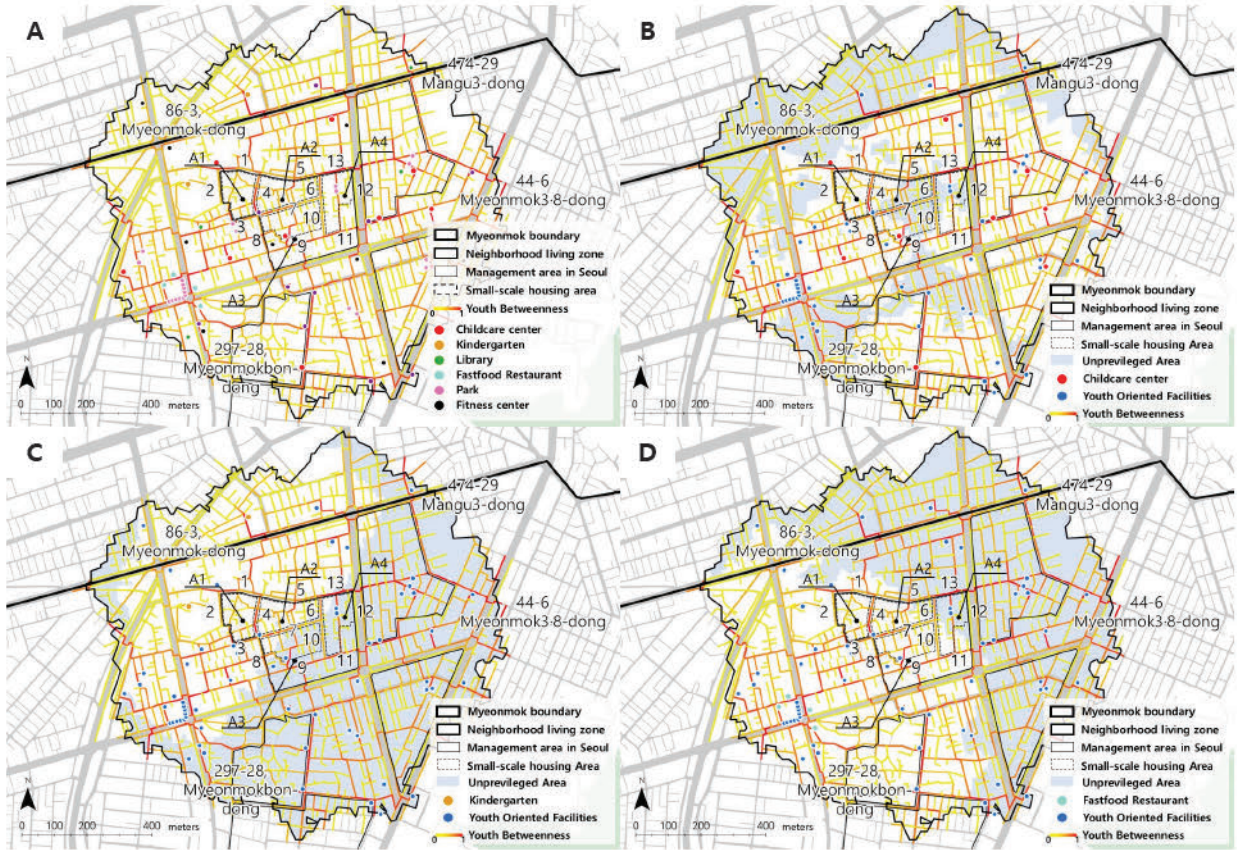 A
474-29
Mangu3-dong
86-3,
Myeonmok-dong
A1
1
A2
5
13
A4
2
4
6
12
44-6
Myeonmok3·8-dong
3
7
10
8
9
11
A3
297-28,
Myeonmokbon-
dong
Myeonmok boundary
Neighborhood living zone
Management area in Seoul
Small-scale housing area
0 1 Youth Betweenness
Childcare center
Kindergarten
Library
Fastfood Restaurant
Park
Fitness center
N
0 100 200 400 meters
B
474-29
Mangu3-dong
86-3,
Myeonmok-dong
A1
1
A2
5
13
A4
2
4
6
12
44-6
Myeonmok3·8-dong
3
7
10
8
9
11
A3
297-28,
Myeonmokbon-
dong
Myeonmok boundary
Neighborhood living zone
Management area in Seoul
Small-scale housing Area
Unprevileged Area
Childcare center
Youth Oriented Facilities
0 1 Youth Betweenness
N
0 100 200 400 meters
C
474-29
Mangu3-dong
86-3,
Myeonmok-dong
A1
1
A2
5
13
A4
2
4
6
12
44-6
Myeonmok3·8-dong
3
7
10
8
9
11
A3
297-28,
Myeonmokbon-
dong
Myeonmok boundary
Neighborhood living zone
Management area in Seoul
Small-scale housing Area
Unprevileged Area
Kindergarten
Youth Oriented Facilities
0 1 Youth Betweenness
N
0 100 200 400 meters
D
474-29
Mangu3-dong
86-3,
Myeonmok-dong
A1
1
A2
5
13
A4
2
4
6
12
44-6
Myeonmok3·8-dong
3
7
10
8
9
11
A3
297-28,
Myeonmokbon-
dong
Myeonmok boundary
Neighborhood living zone
Management area in Seoul
Small-scale housing Area
Unprevileged Area
Fastfood Restaurant
Youth Oriented Facilities
0 1 Youth Betweenness
N
0 100 200 400 meters